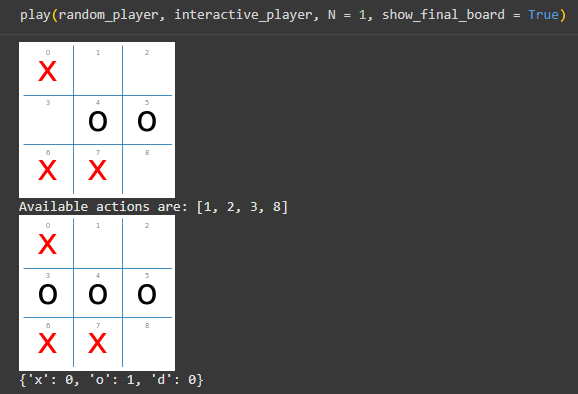 play(random_player, interactive_player, N = 1, show_final_board = True)
0 1 2
X
3 4 5
O O
6 7 8
X X
Available actions are: [1, 2, 3, 8]
0 1 2
X
3 4 5
O O O
6 7 8
X X
{'x': 0, 'o': 1, 'd': 0}